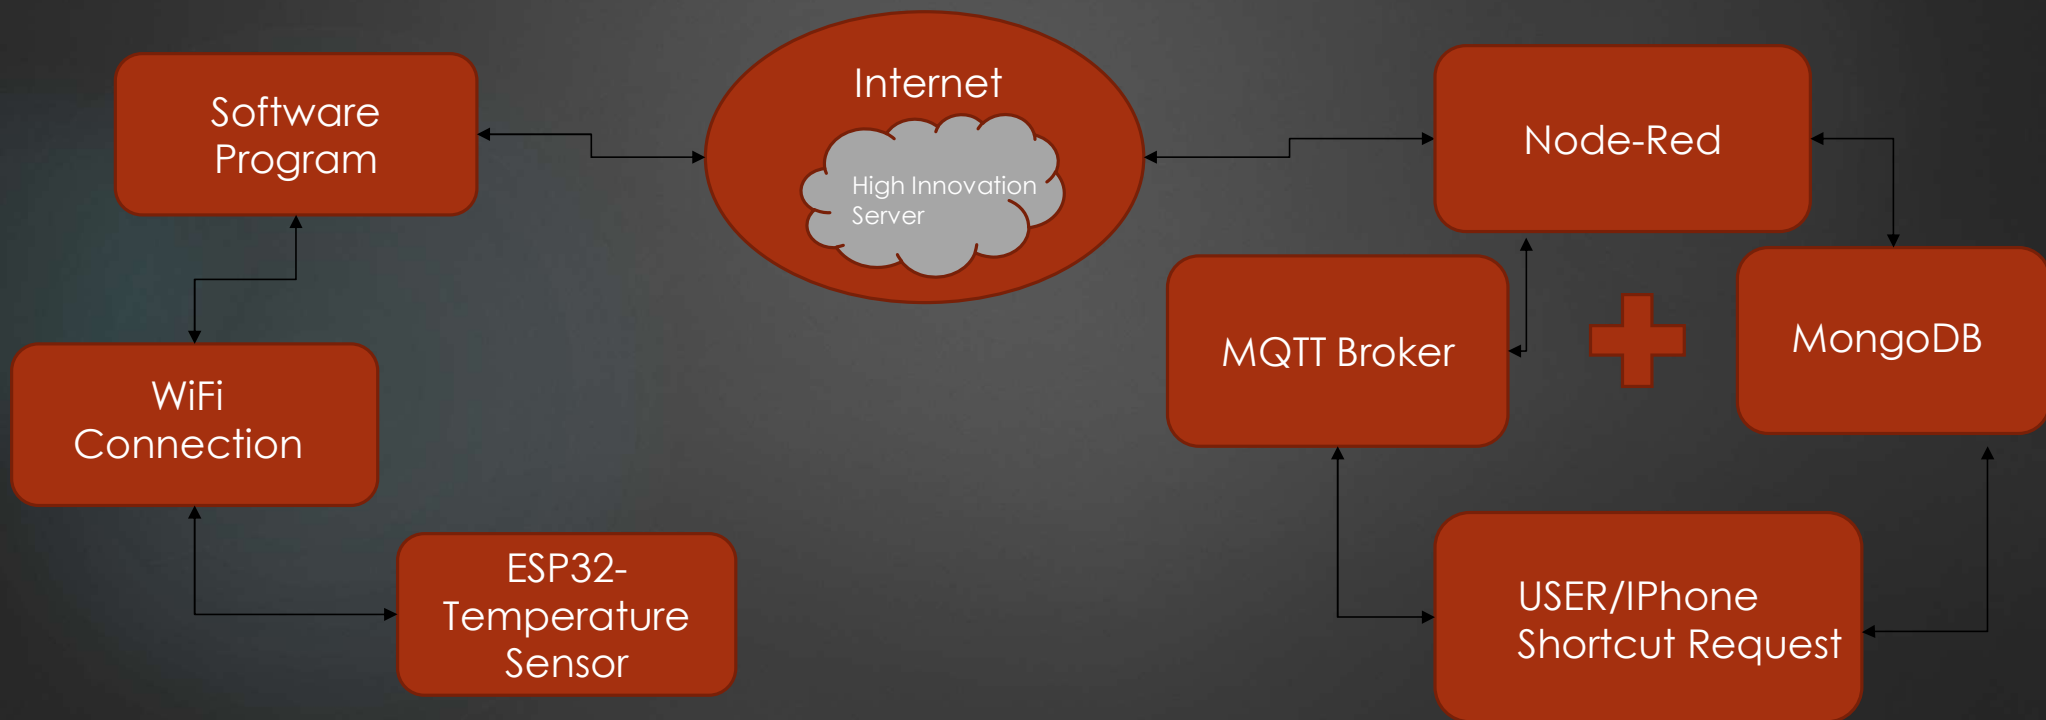 Software
Program
Internet
High Innovation
Server
Node-Red
WiFi
Connection
MQTT Broker
MongoDB
ESP32-
Temperature
Sensor
USER/IPhone
Shortcut Request